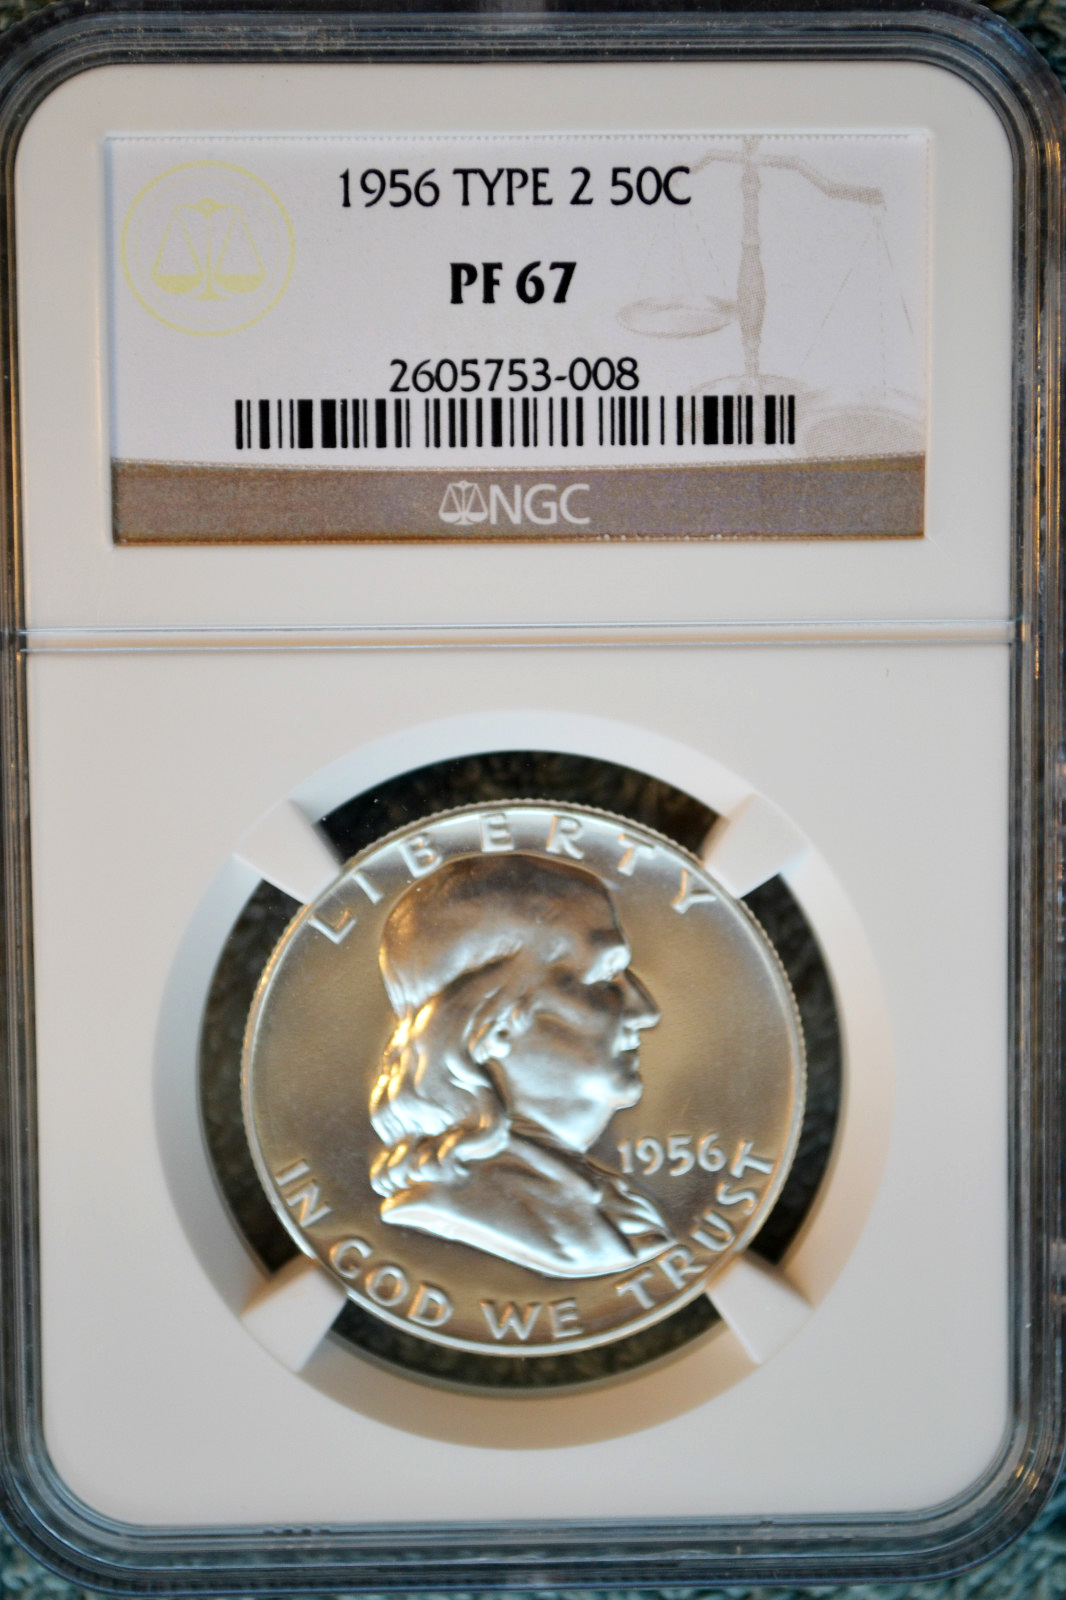 1956 TYPE 2 50C
PF 67
2605753-008
NGC
LIBERTY
1956
IN GOD WE TRUST